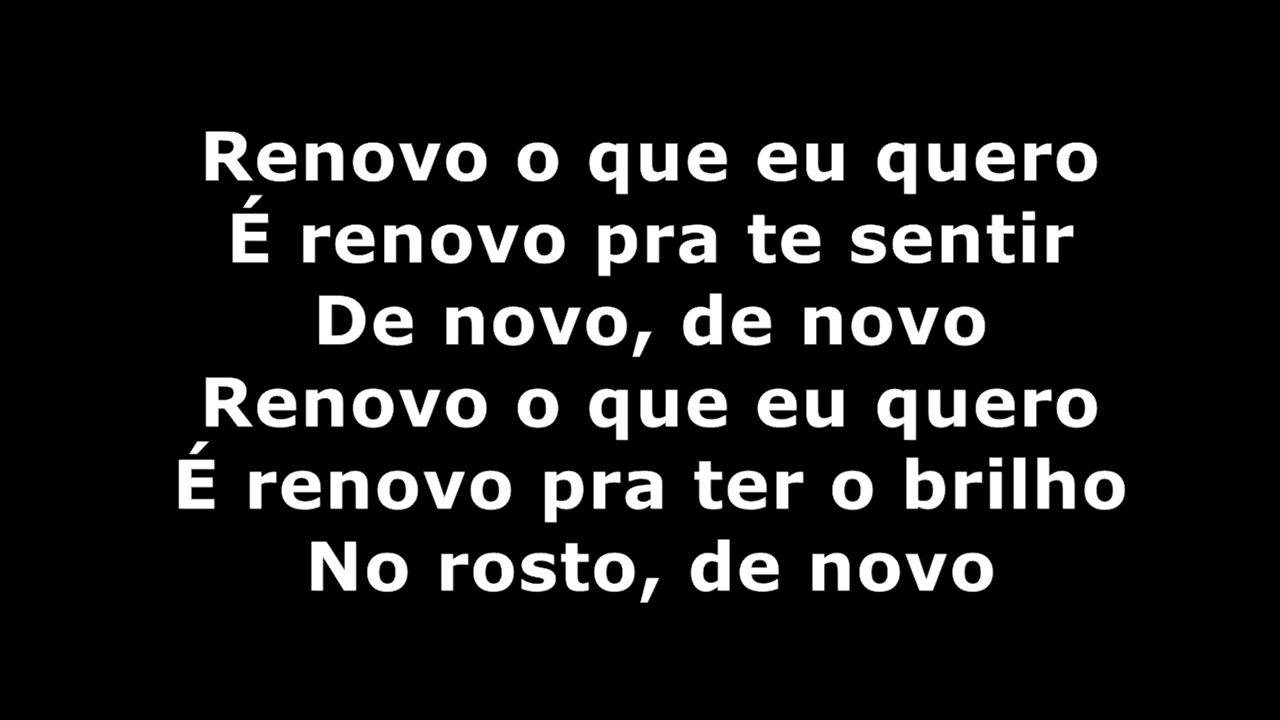 Renovo o que eu quero
É renovo pra te sentir
De novo, de novo
Renovo o que eu quero
É renovo pra ter o brilho
No rosto, de novo